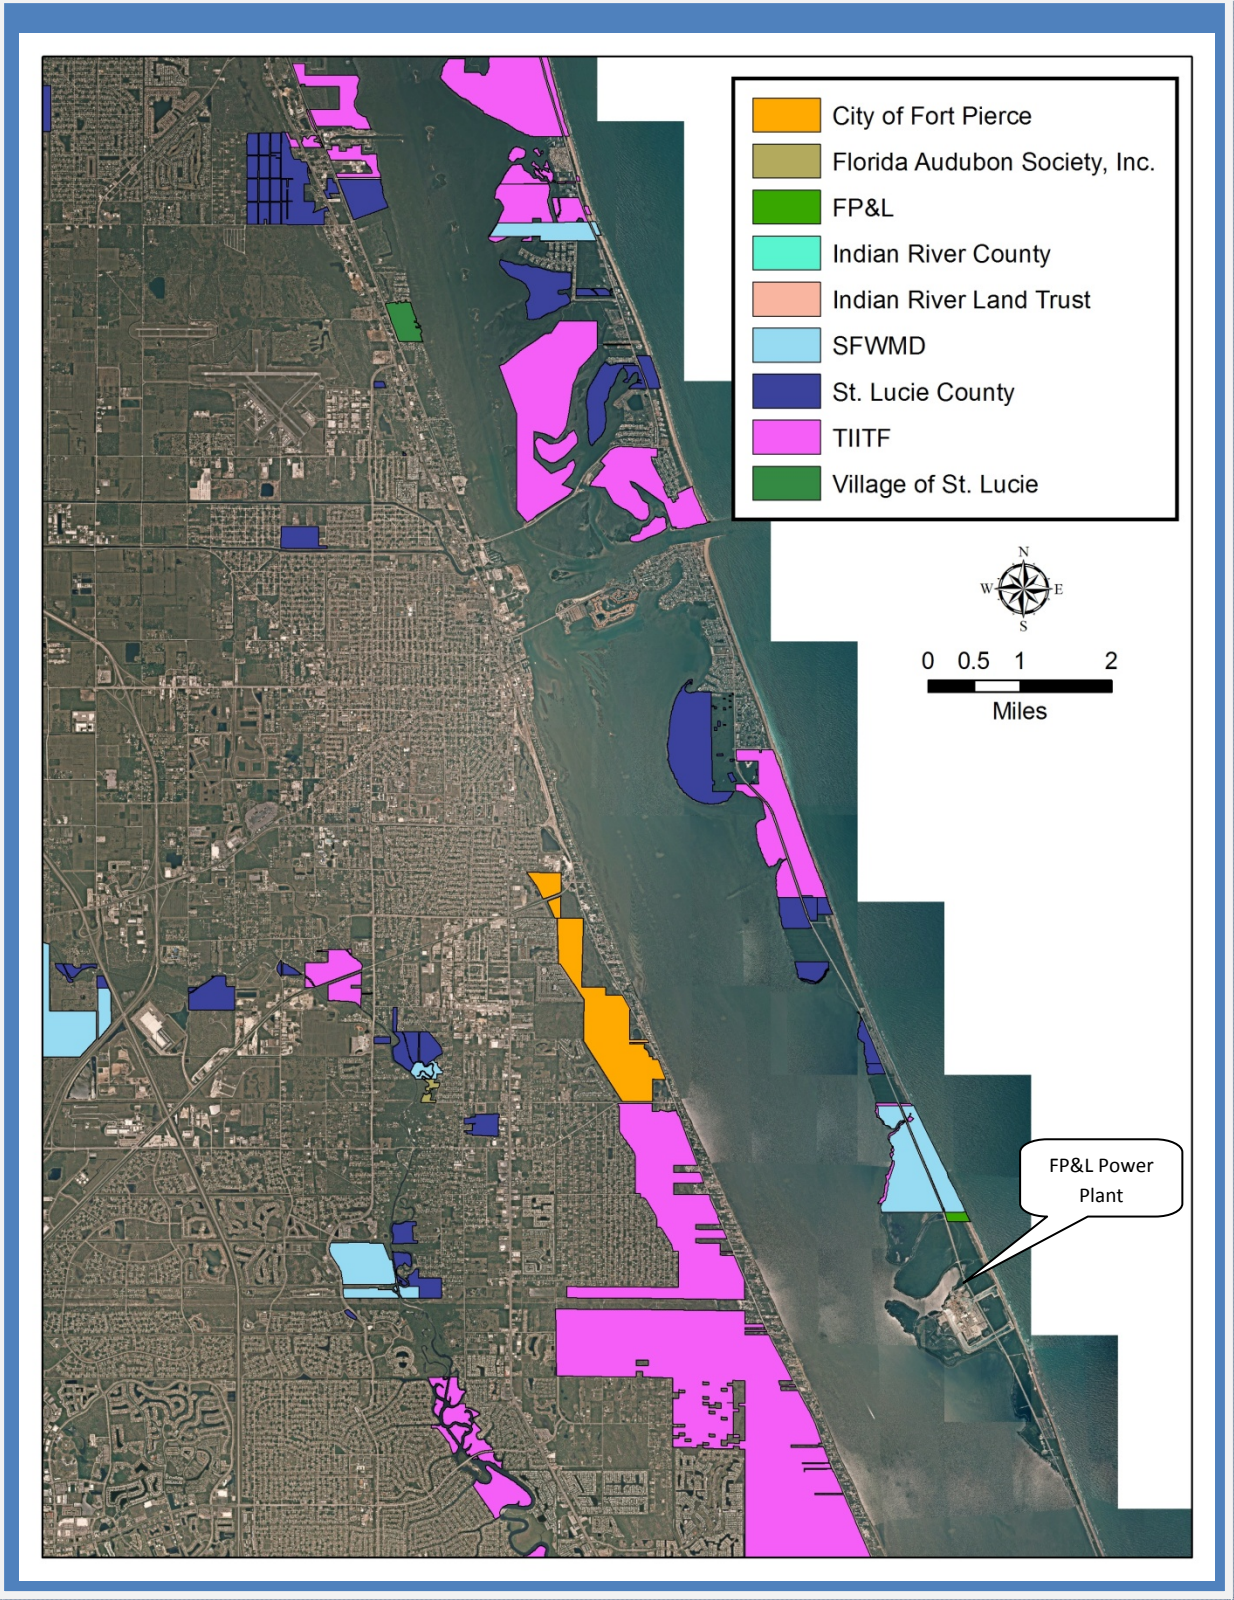 City of Fort Pierce
Florida Audubon Society, Inc.
FP&L
Indian River County
Indian River Land Trust
SFWMD
St. Lucie County
TIITF
Village of St. Lucie
N
W E
S
0 0.5 1 2
Miles
FP&L Power
Plant